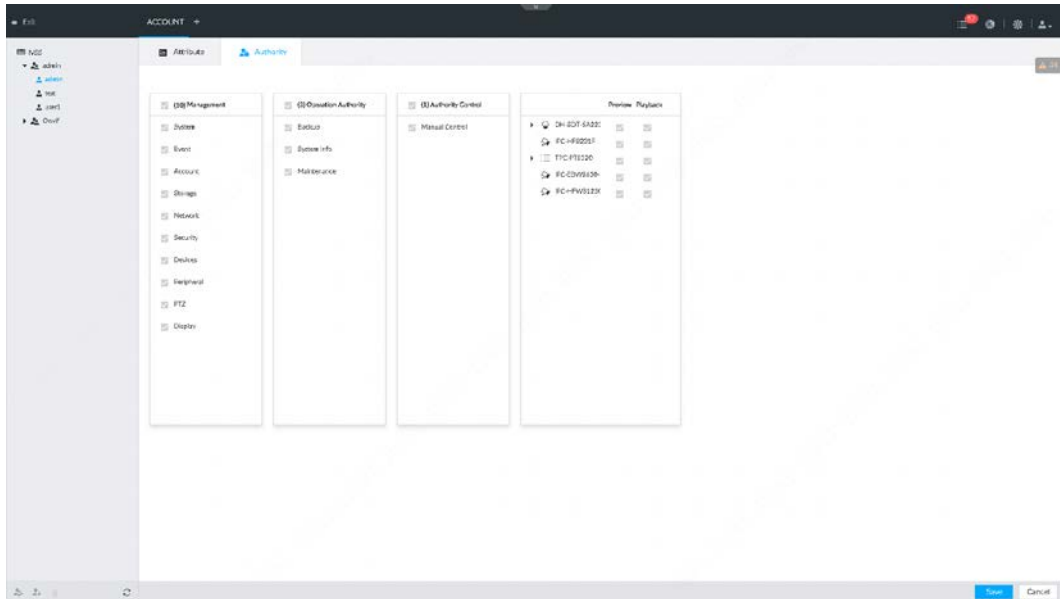 Exit
ACCOUNT +
admin
admin
test
user1
Attribute
Authority
(10) Management
System
Event
Account
Storage
Network
Security
Devices
Peripheral
PTZ
Display
(3) Operation Authority
Backup
System Info
Maintenance
(1) Authority Control
Manual Control
Preview Playback
Save
Cancel